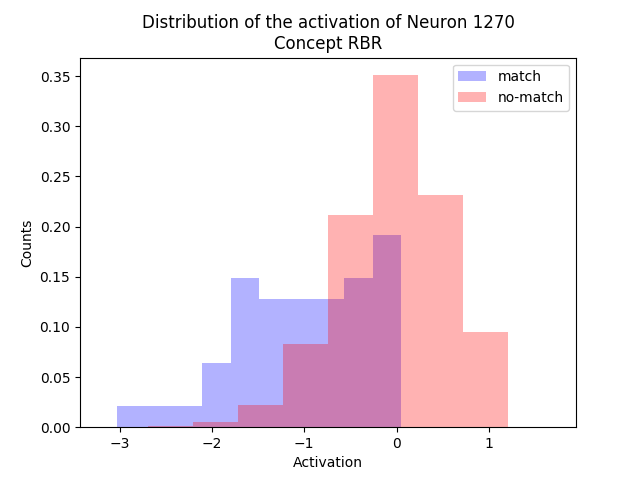 Distribution of the activation of Neuron 1270
Concept RBR
match
no-match
0.35
0.30
0.25
0.20
0.15
0.10
0.05
0.00
Counts
−3
−2
−1
0
1
Activation